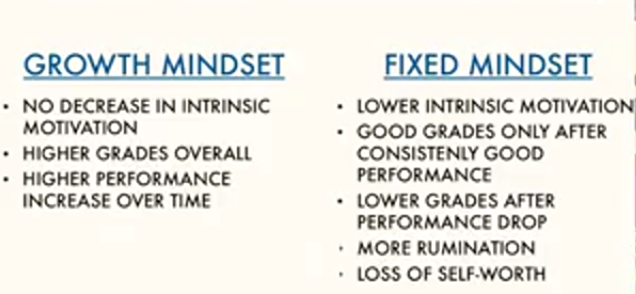 GROWTH MINDSET
• NO DECREASE IN INTRINSIC
MOTIVATION
• HIGHER GRADES OVERALL
• HIGHER PERFORMANCE
INCREASE OVER TIME
FIXED MINDSET
• LOWER INTRINSIC MOTIVATION
• GOOD GRADES ONLY AFTER
CONSISTENLY GOOD
PERFORMANCE
• LOWER GRADES AFTER
PERFORMANCE DROP
• MORE RUMINATION
• LOSS OF SELF-WORTH